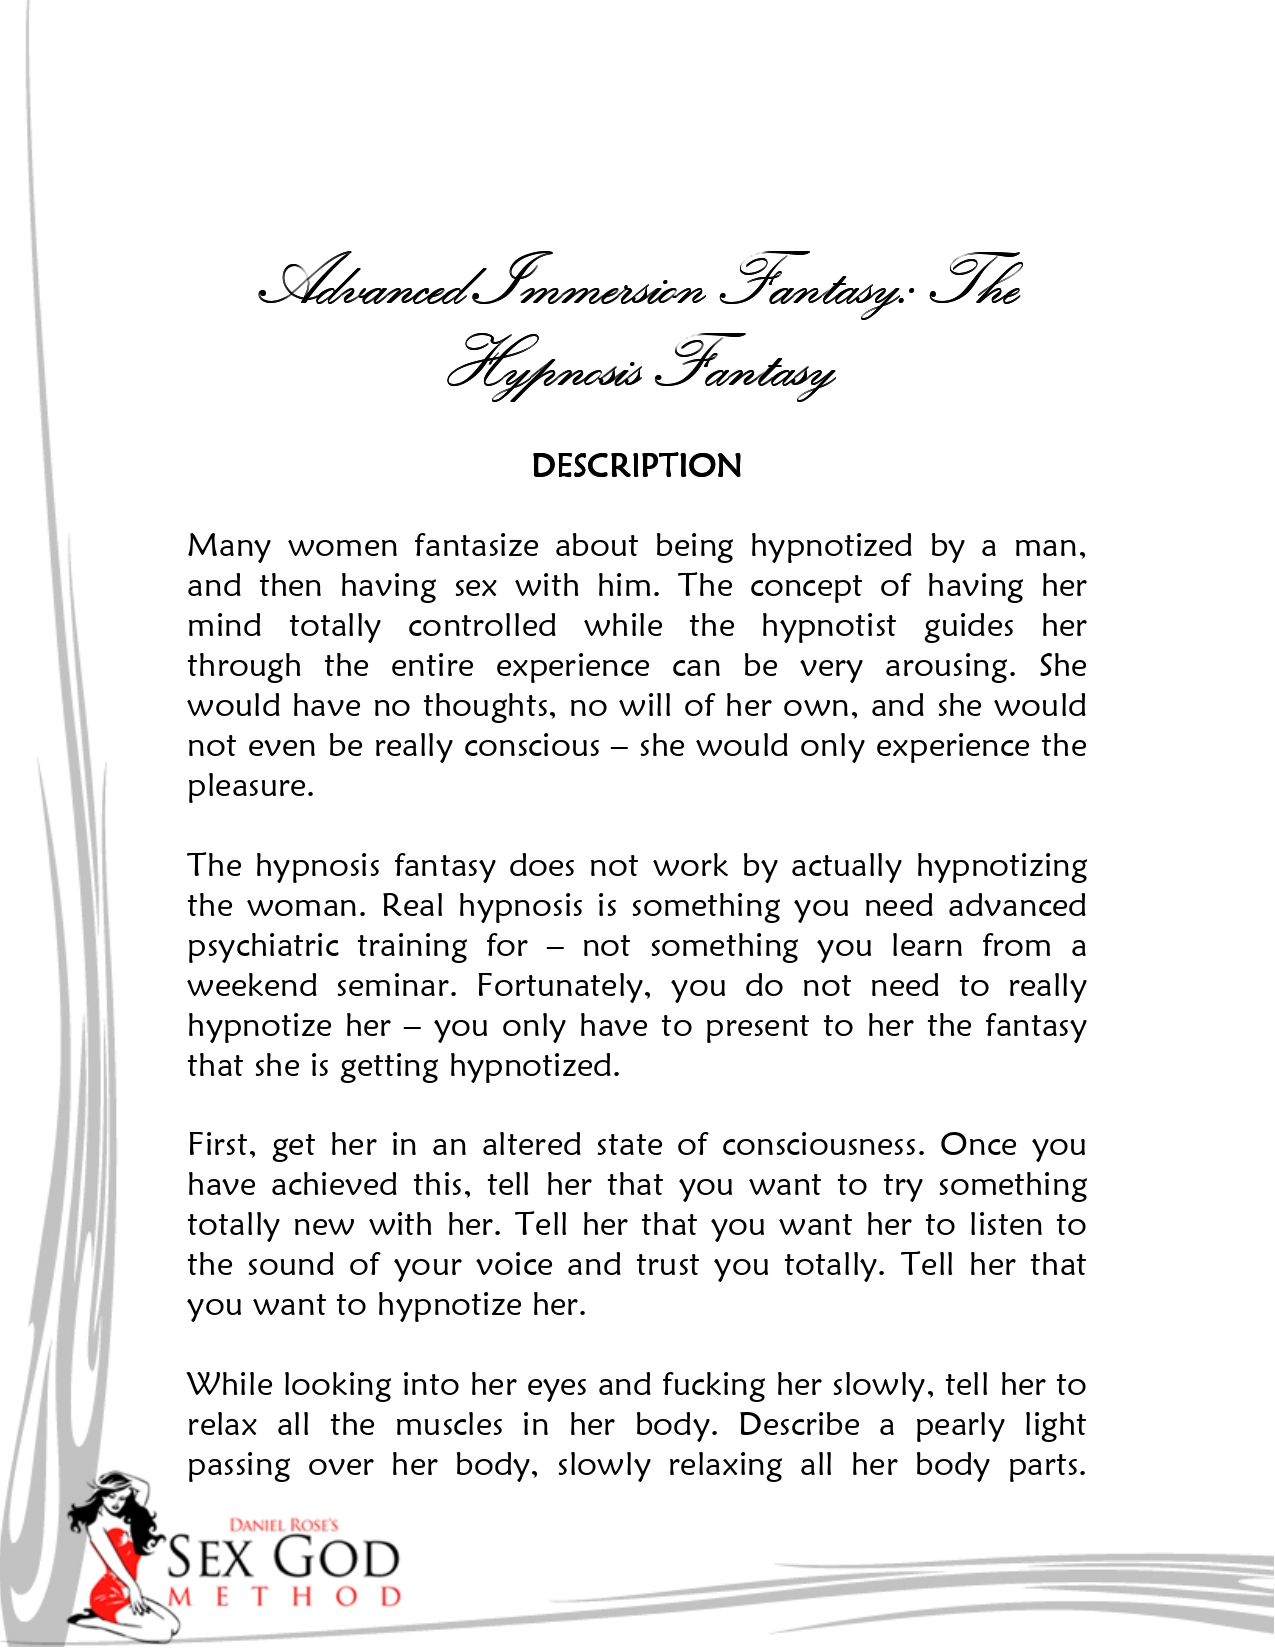 Advanced Immersion Fantasy: The
Hypnosis Fantasy
DESCRIPTION
Many women fantasize about being hypnotized by a man,
and then having sex with him. The concept of having her
mind totally controlled while the hypnotist guides her
through the entire experience can be very arousing. She
would have no thoughts, no will of her own, and she would
not even be really conscious – she would only experience the
pleasure.
The hypnosis fantasy does not work by actually hypnotizing
the woman. Real hypnosis is something you need advanced
psychiatric training for – not something you learn from a
weekend seminar. Fortunately, you do not need to really
hypnotize her – you only have to present to her the fantasy
that she is getting hypnotized.
First, get her in an altered state of consciousness. Once you
have achieved this, tell her that you want to try something
totally new with her. Tell her that you want her to listen to
the sound of your voice and trust you totally. Tell her that
you want to hypnotize her.
While looking into her eyes and fucking her slowly, tell her to
relax all the muscles in her body. Describe a pearly light
passing over her body, slowly relaxing all her body parts.
DANIEL ROSE'S
SEX GOD
METHOD